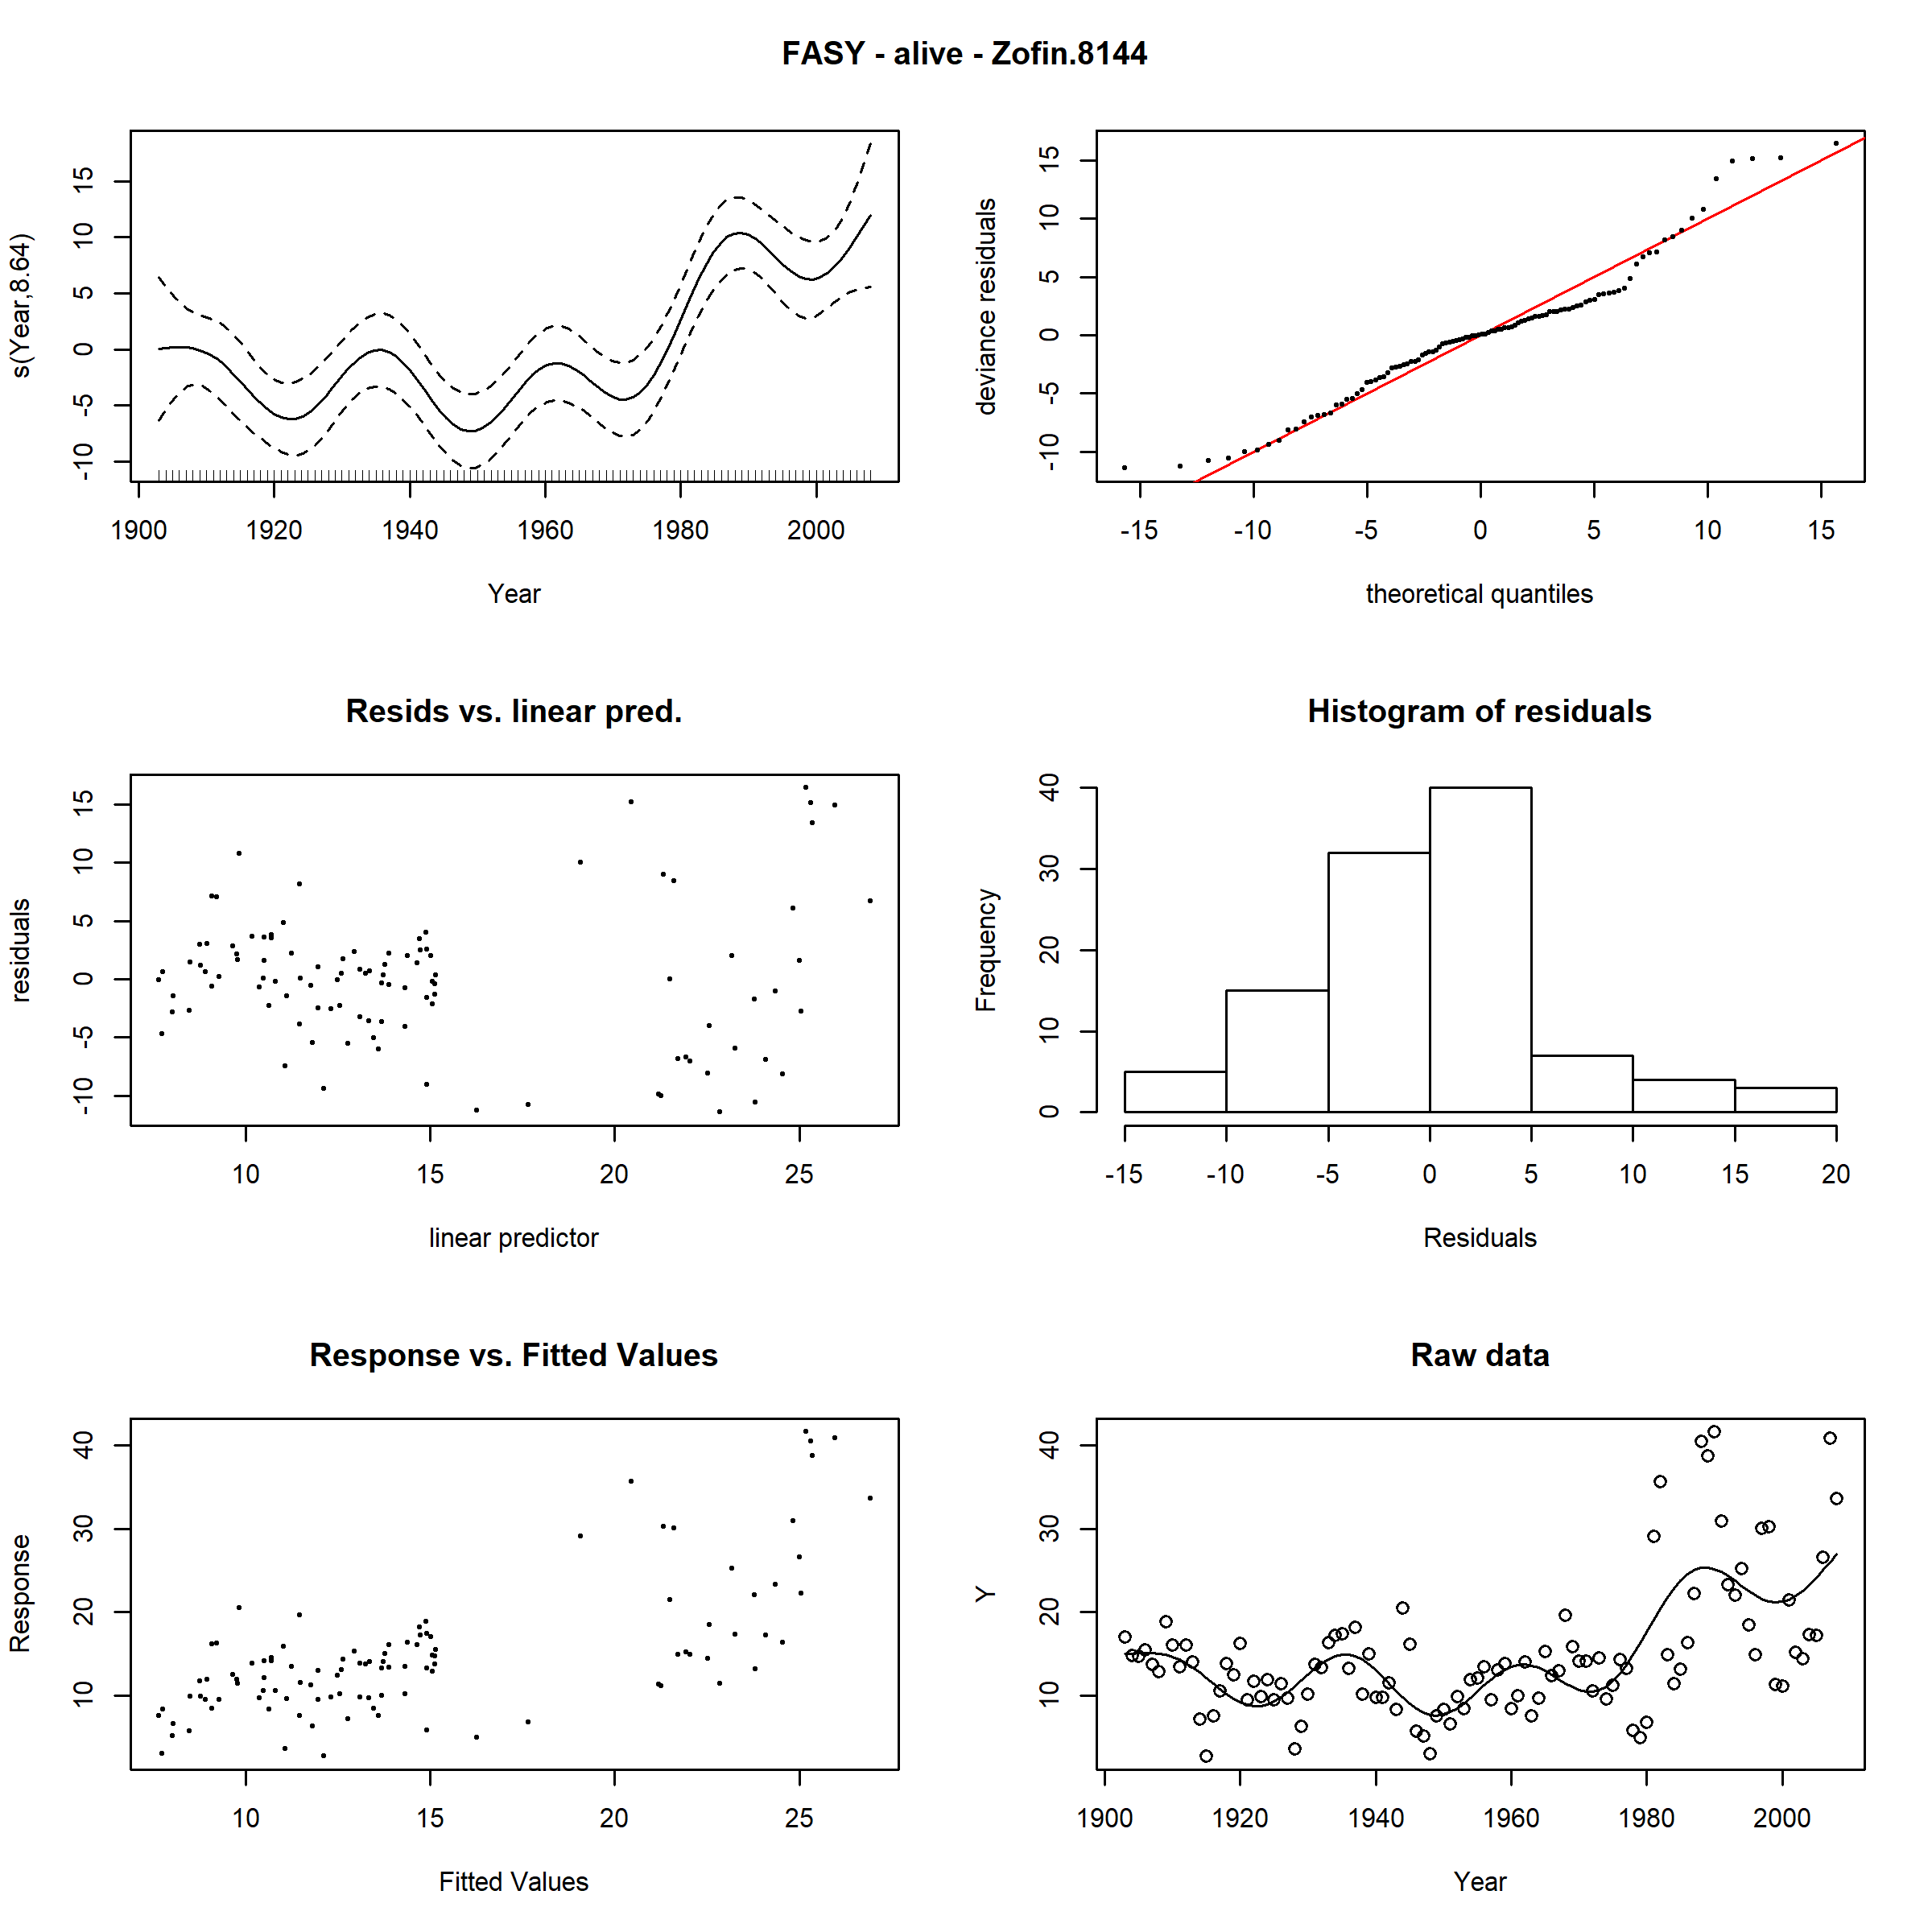 FASY - alive - Zofin.8144
s(Year,8.64)
15
10
5
0
-5
-10
1900 1920 1940 1960 1980 2000
Year
deviance residuals
15
10
5
0
-5
-10
-15 -10 -5 0 5 10 15
theoretical quantiles
Resids vs. linear pred.
residuals
15
10
5
0
-5
-10
10 15 20 25
linear predictor
Histogram of residuals
Frequency
40
30
20
10
0
-15 -10 -5 0 5 10 15 20
Residuals
Response vs. Fitted Values
Response
40
30
20
10
10 15 20 25
Fitted Values
Raw data
Y
40
30
20
10
1900 1920 1940 1960 1980 2000
Year